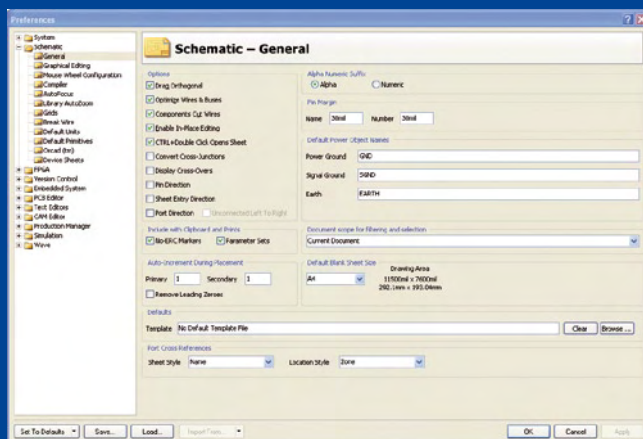 Preferences
System
Schematic
General
Graphical Editing
Mouse Wheel Configuration
Compiler
AutoFocus
Library AutoZoom
Grids
Break Wire
Default Units
Default Primitives
Orcad (tm)
Device Sheets
FPGA
Version Control
Embedded System
PCB Editor
Text Editors
CAM Editor
Production Manager
Simulation
Wave
Schematic – General
Options
Drag Orthogonal
Optimize Wires & Buses
Components Cut Wires
Enable In-Place Editing
CTRL+Double Click Opens Sheet
Convert Cross-Junctions
Display Cross-Overs
Pin Direction
Sheet Entry Direction
Port Direction Unconnected Left To Right
Alpha Numeric Suffix
Alpha Numeric
Pin Margin
Name 30mil Number 30mil
Default Power Object Names
Power Ground GND
Signal Ground SGND
Earth EARTH
Include with Clipboard and Prints
No-ERC Markers Parameter Sets
Document scope for filtering and selection
Current Document
Auto-Increment During Placement
Primary 1 Secondary 1
Remove Leading Zeroes
Default Blank Sheet Size
A4
Drawing Area
11500mil x 7600mil
292.1mm x 193.04mm
Defaults
Template No Default Template File Clear Browse ...
Port Cross References
Sheet Style Name Location Style Zone
Set To Defaults Save... Load... Import From... OK Cancel Apply